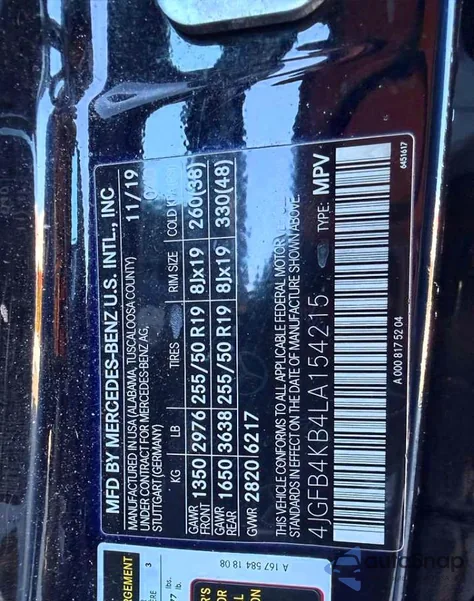 MFD BY MERCEDES-BENZ U.S. INTL., INC
MANUFACTURED IN USA (ALABAMA, TUSCALOOSA COUNTY) 11/19
UNDER CONTRACT FOR MERCEDES-BENZ AG,
STUTTGART (GERMANY)
KG LB TIRES RIM SIZE COLD
GAWR FRONT 1350 2976 255/50 R19 8Jx19 260(38)
GAWR REAR 1650 3638 255/50 R19 8Jx19 330(48)
GVWR 2820 6217
THIS VEHICLE CONFORMS TO ALL APPLICABLE FEDERAL MOTOR
STANDARDS IN EFFECT ON THE DATE OF MANUFACTURE SHOWN ABOVE.
4JGFB4KB4LA154215 TYPE: MPV
A 000 817 52 04
6451617
A 167 584 18 08
autoSnap